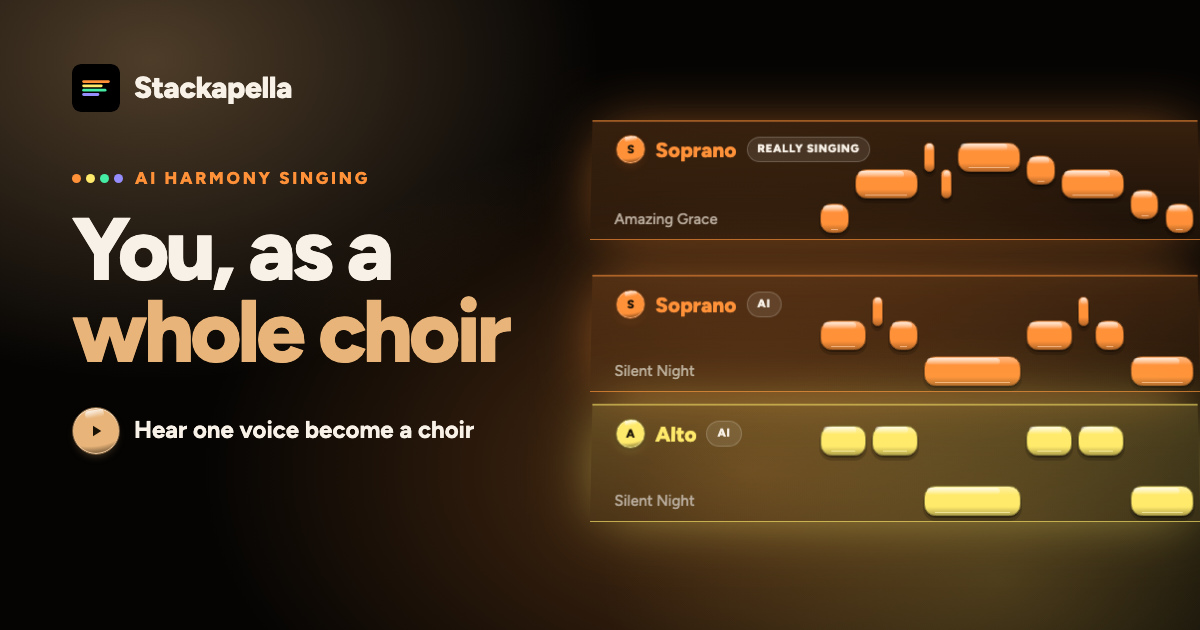 Stackapella
AI HARMONY SINGING
You, as a
whole choir
Hear one voice become a choir
S Soprano REALLY SINGING
Amazing Grace
S Soprano AI
Silent Night
A Alto AI
Silent Night